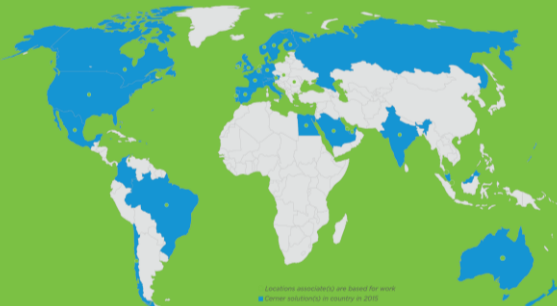 Locations associate(s) are based for work
Cerner solution(s) in country in 2015